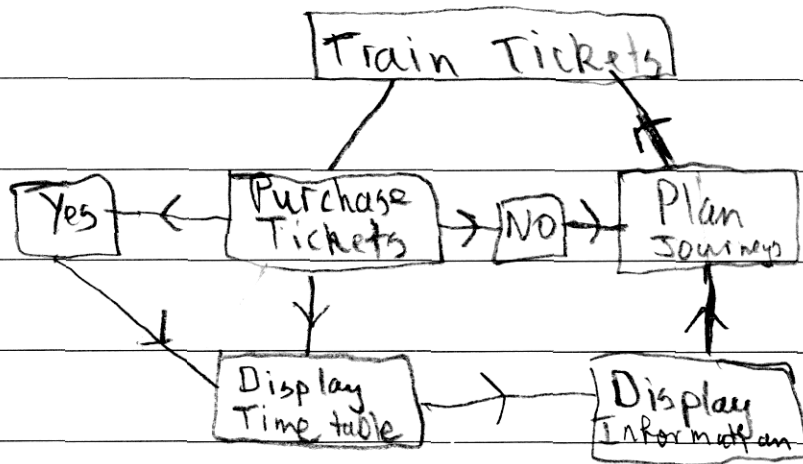 Train Tickets
Yes
Purchase
Tickets
NO
Plan
Journeys
Display
Time table
Display
Information